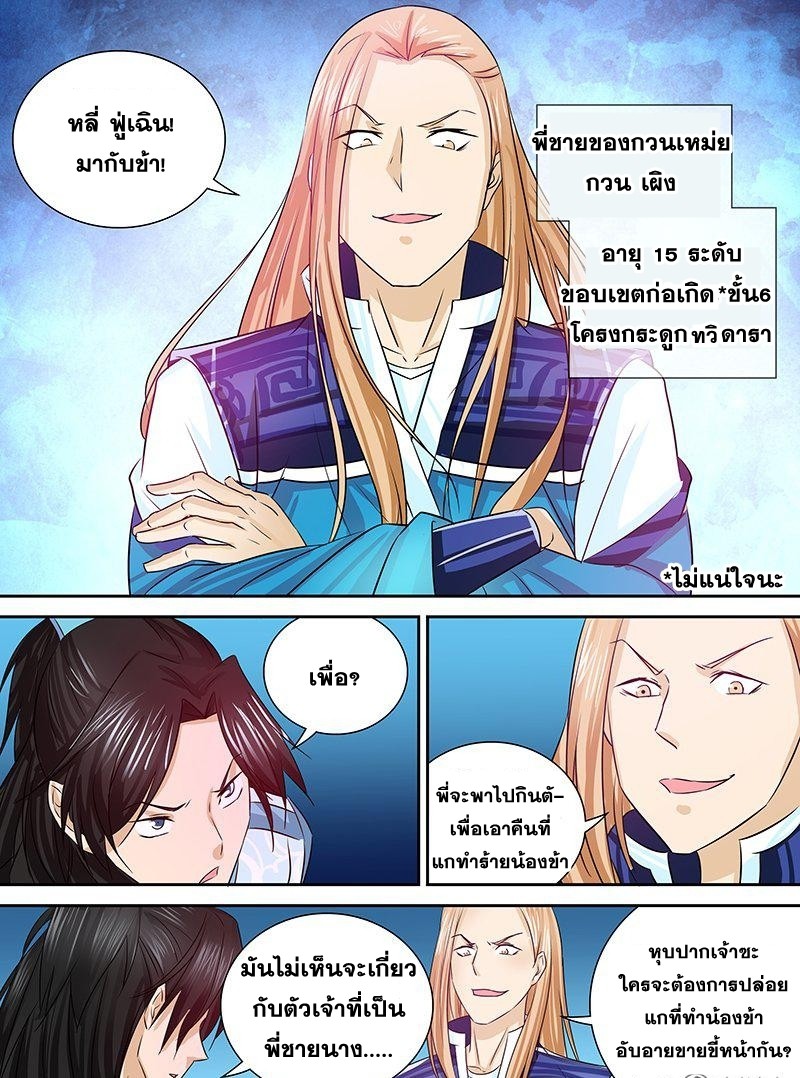 หลี่ ฟู่เฉิน!
มากับข้า!
พี่ชายของกวนเหม่ย
กวน เผิง
อายุ 15 ระดับ
ขอบเขตก่อเกิด *ขั้น6
โครงกระดูกทวิดารา
*ไม่แน่ใจนะ
เพื่อ?
พี่จะพาไปกินตั-
เพื่อเอาคืนที่
แกทำร้ายน้องข้า
มันไม่เห็นจะเกี่ยว
กับตัวเจ้าที่เป็น
พี่ชายนาง.....
หุบปากเจ้าซะ
ใครจะต้องการปล่อย
แกที่ทำน้องข้า
อับอายขายขี้หน้ากัน?